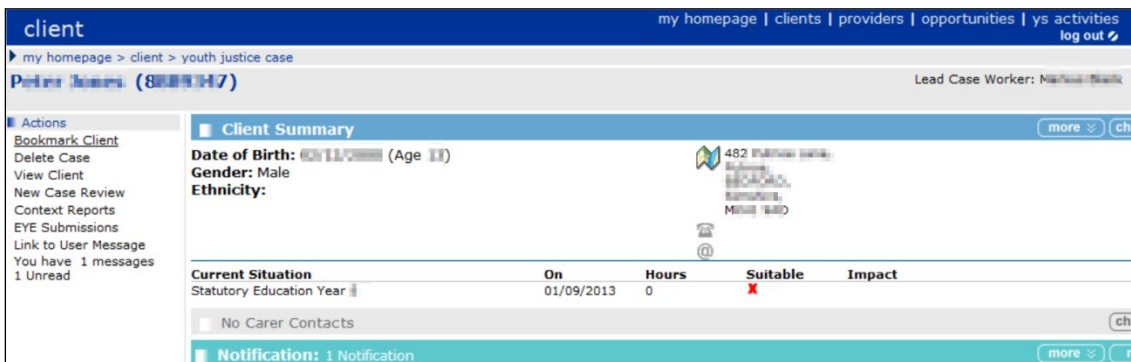 client
my homepage | clients | providers | opportunities | ys activities
log out
my homepage > client > youth justice case
Lead Case Worker:
Actions
Bookmark Client
Delete Case
View Client
New Case Review
Context Reports
EYE Submissions
Link to User Message
You have 1 messages
1 Unread
Client Summary
more
Date of Birth: (Age )
Gender: Male
Ethnicity:
482
Current Situation On Hours Suitable Impact
Statutory Education Year 01/09/2013 0 X
No Carer Contacts
Notification: 1 Notification
more